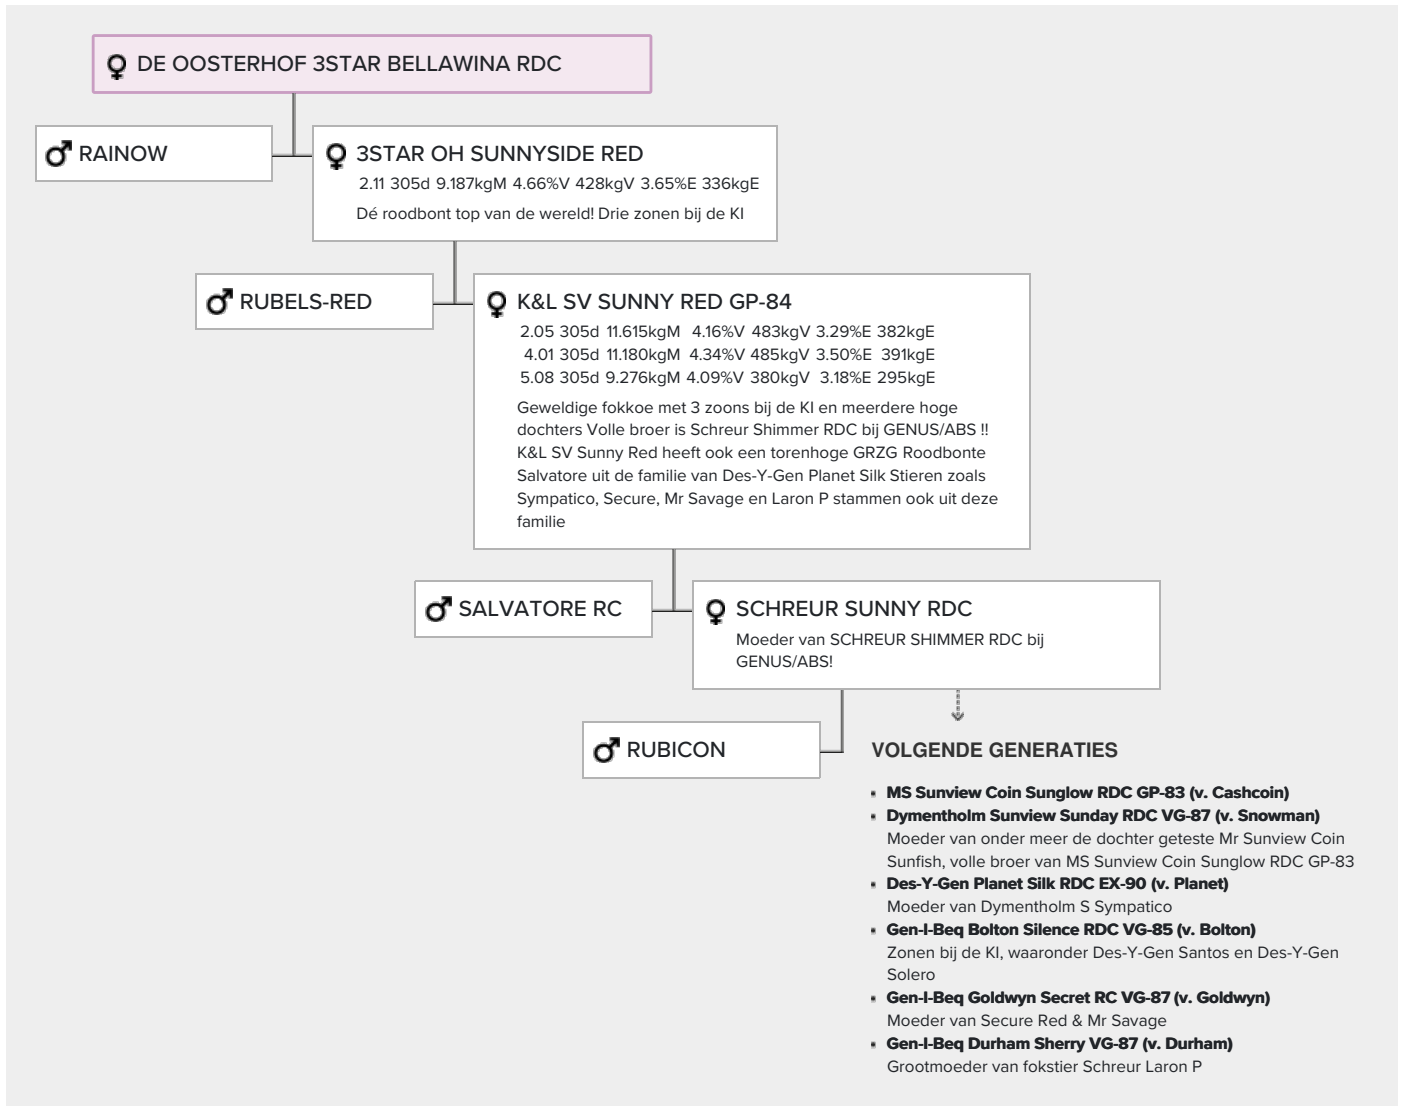 DE OOSTERHOF 3STAR BELLAWINA RDC
RAINOW
3STAR OH SUNNYSIDE RED
2.11 305d 9.187kgM 4.66%V 428kgV 3.65%E 336kgE
Dé roodbont top van de wereld! Drie zonen bij de KI
RUBELS-RED
K&L SV SUNNY RED GP-84
2.05 305d 11.615kgM 4.16%V 483kgV 3.29%E 382kgE
4.01 305d 11.180kgM 4.34%V 485kgV 3.50%E 391kgE
5.08 305d 9.276kgM 4.09%V 380kgV 3.18%E 295kgE
Geweldige fokkoe met 3 zoons bij de KI en meerdere hoge
dochters Volle broer is Schreur Shimmer RDC bij GENUS/ABS !!
K&L SV Sunny Red heeft ook een torenhoge GRZG Roodbonte
Salvatore uit de familie van Des-Y-Gen Planet Silk Stieren zoals
Sympatico, Secure, Mr Savage en Laron P stammen ook uit deze
familie
SALVATORE RC
SCHREUR SUNNY RDC
Moeder van SCHREUR SHIMMER RDC bij
GENUS/ABS!
RUBICON
VOLGENDE GENERATIES
MS Sunview Coin Sunglow RDC GP-83 (v. Cashcoin)
Dymentholm Sunview Sunday RDC VG-87 (v. Snowman)
Moeder van onder meer de dochter geteste Mr Sunview Coin
Sunfish, volle broer van MS Sunview Coin Sunglow RDC GP-83
Des-Y-Gen Planet Silk RDC EX-90 (v. Planet)
Moeder van Dymentholm S Sympatico
Gen-I-Beq Bolton Silence RDC VG-85 (v. Bolton)
Zonen bij de KI, waaronder Des-Y-Gen Santos en Des-Y-Gen
Solero
Gen-I-Beq Goldwyn Secret RC VG-87 (v. Goldwyn)
Moeder van Secure Red & Mr Savage
Gen-I-Beq Durham Sherry VG-87 (v. Durham)
Grootmoeder van fokstier Schreur Laron P